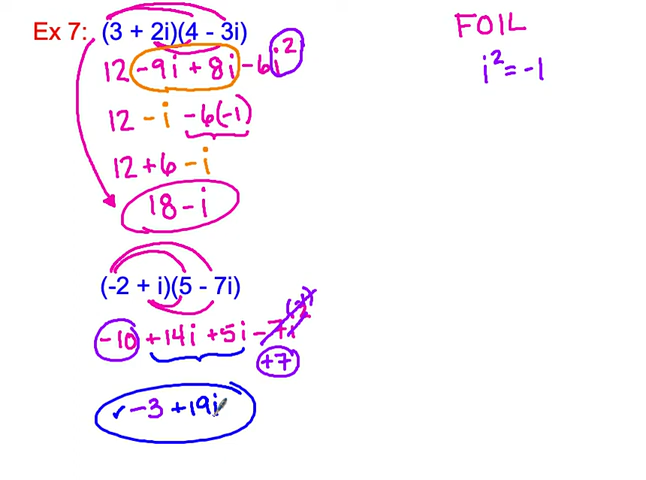 Ex 7: (3 + 2i)(4 - 3i)
FOIL
12 -9i + 8i -6i²
i² = -1
12 - i -6(-1)
12 + 6 - i
18 - i
(-2 + i)(5 - 7i)
-10 +14i +5i -7i²
+7
-3 +19i